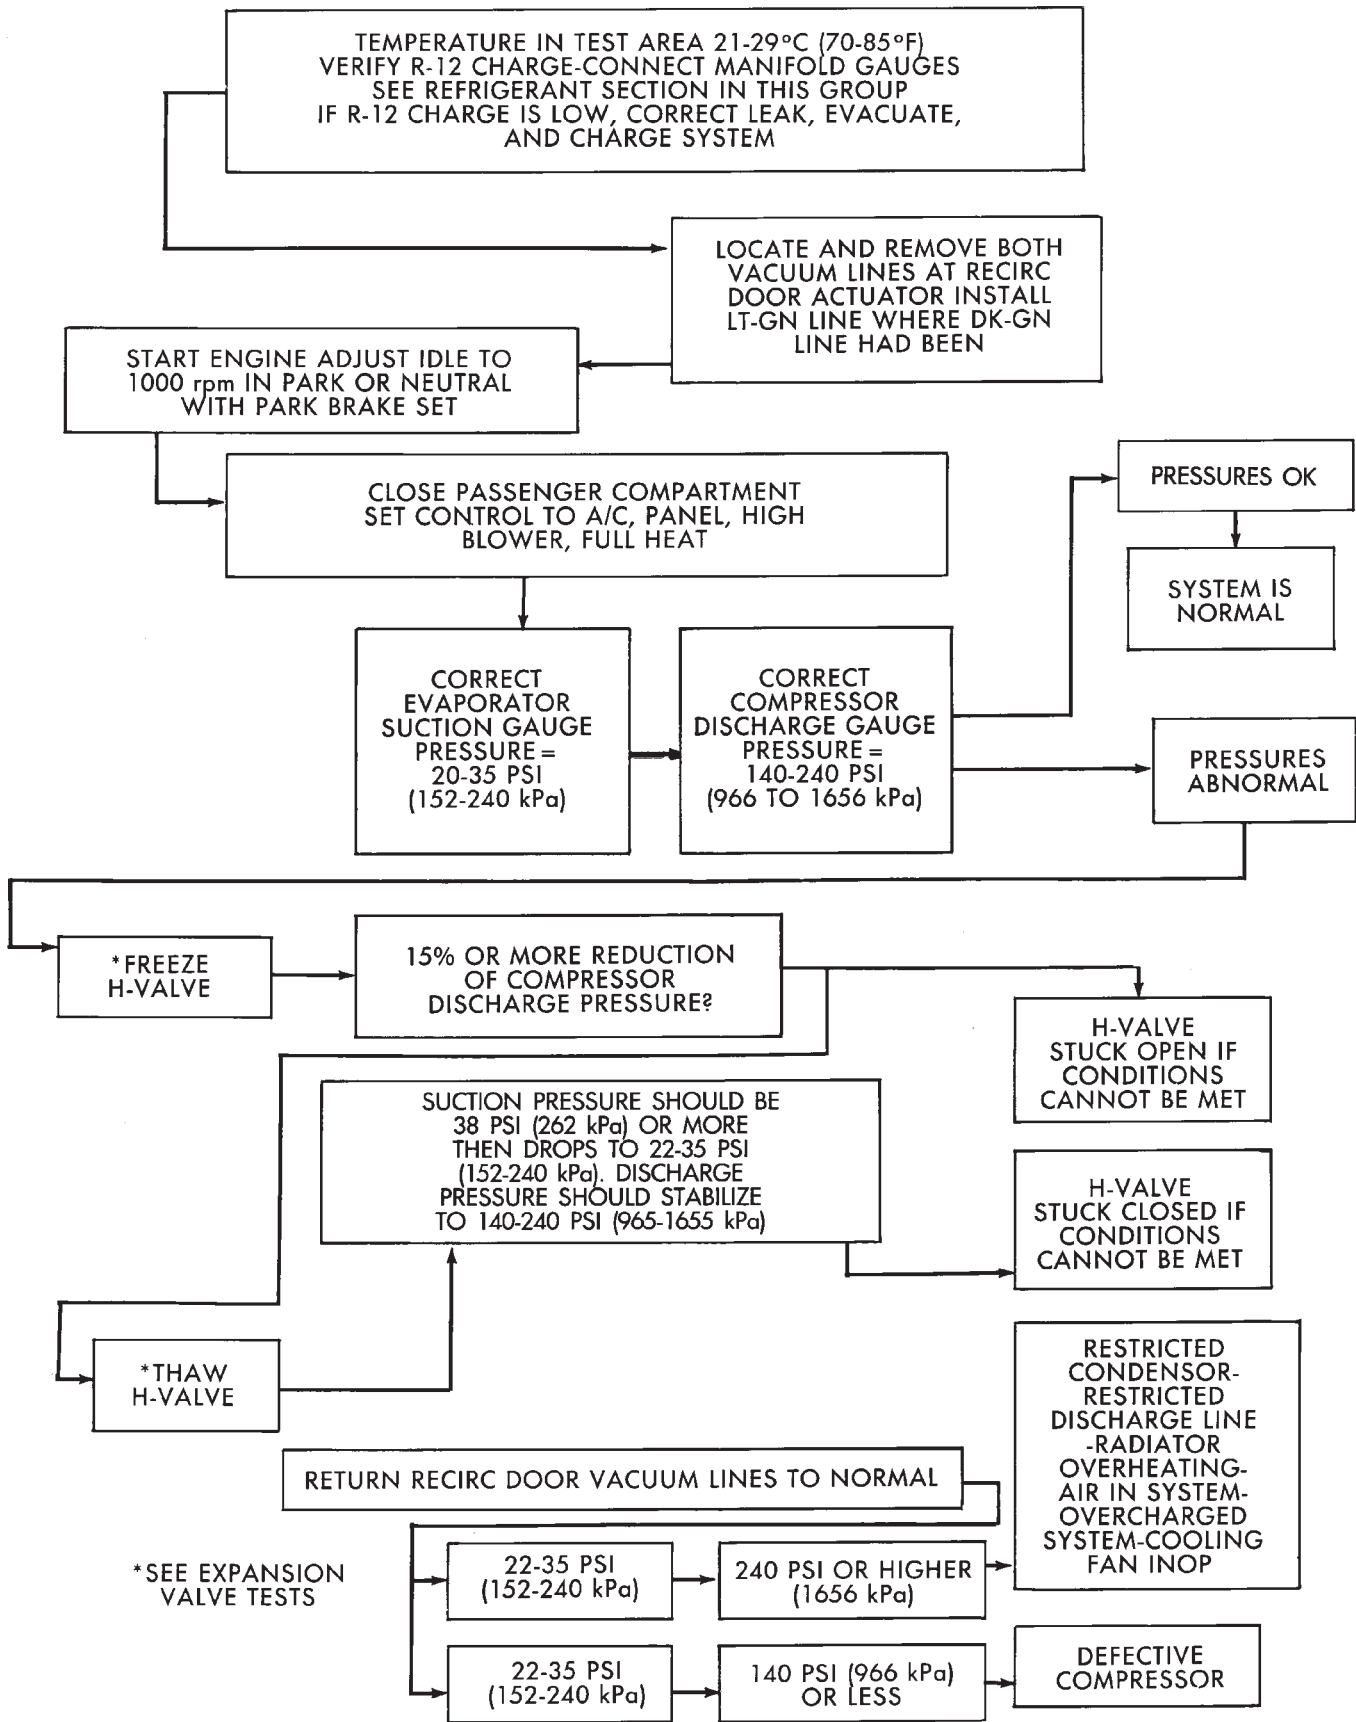 TEMPERATURE IN TEST AREA 21-29°C (70-85°F)
VERIFY R-12 CHARGE-CONNECT MANIFOLD GAUGES
SEE REFRIGERANT SECTION IN THIS GROUP
IF R-12 CHARGE IS LOW, CORRECT LEAK, EVACUATE,
AND CHARGE SYSTEM
LOCATE AND REMOVE BOTH
VACUUM LINES AT RECIRC
DOOR ACTUATOR INSTALL
LT-GN LINE WHERE DK-GN
LINE HAD BEEN
START ENGINE ADJUST IDLE TO
1000 rpm IN PARK OR NEUTRAL
WITH PARK BRAKE SET
CLOSE PASSENGER COMPARTMENT
SET CONTROL TO A/C, PANEL, HIGH
BLOWER, FULL HEAT
PRESSURES OK
SYSTEM IS
NORMAL
CORRECT
EVAPORATOR
SUCTION GAUGE
PRESSURE =
20-35 PSI
(152-240 kPa)
CORRECT
COMPRESSOR
DISCHARGE GAUGE
PRESSURE =
140-240 PSI
(966 TO 1656 kPa)
PRESSURES
ABNORMAL
*FREEZE
H-VALVE
15% OR MORE REDUCTION
OF COMPRESSOR
DISCHARGE PRESSURE?
H-VALVE
STUCK OPEN IF
CONDITIONS
CANNOT BE MET
SUCTION PRESSURE SHOULD BE
38 PSI (262 kPa) OR MORE
THEN DROPS TO 22-35 PSI
(152-240 kPa). DISCHARGE
PRESSURE SHOULD STABILIZE
TO 140-240 PSI (965-1655 kPa)
H-VALVE
STUCK CLOSED IF
CONDITIONS
CANNOT BE MET
*THAW
H-VALVE
RESTRICTED
CONDENSOR-
RESTRICTED
DISCHARGE LINE
-RADIATOR
OVERHEATING-
AIR IN SYSTEM-
OVERCHARGED
SYSTEM-COOLING
FAN INOP
RETURN RECIRC DOOR VACUUM LINES TO NORMAL
*SEE EXPANSION
VALVE TESTS
22-35 PSI
(152-240 kPa)
240 PSI OR HIGHER
(1656 kPa)
22-35 PSI
(152-240 kPa)
140 PSI (966 kPa)
OR LESS
DEFECTIVE
COMPRESSOR